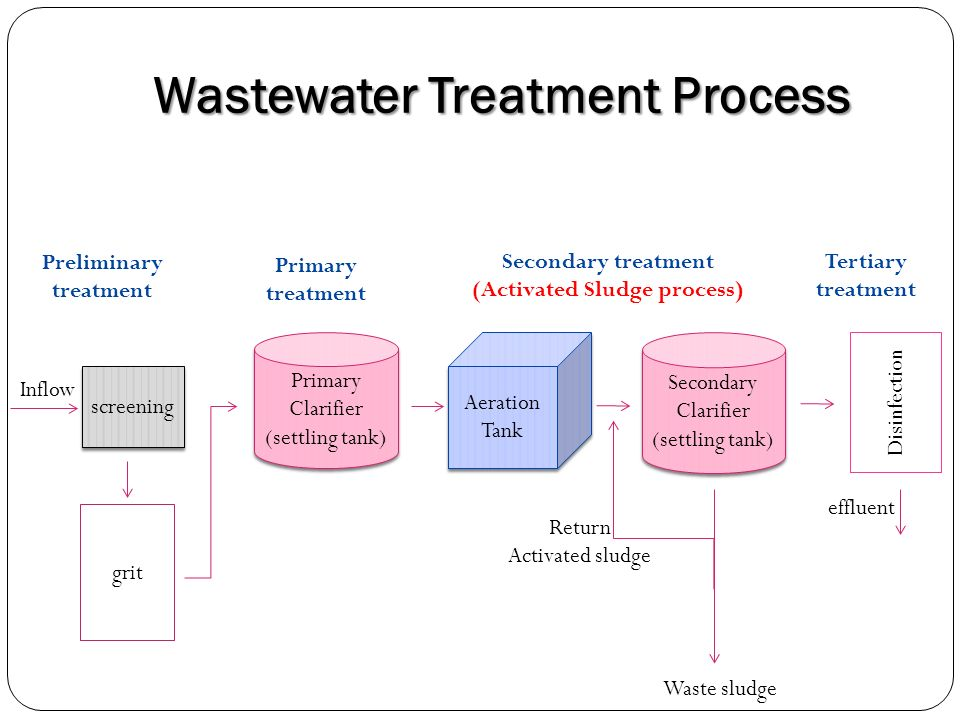 Wastewater Treatment Process
Preliminary
treatment
Primary
treatment
Secondary treatment
(Activated Sludge process)
Tertiary
treatment
Inflow
screening
grit
Primary
Clarifier
(settling tank)
Aeration
Tank
Secondary
Clarifier
(settling tank)
Disinfection
Return
Activated sludge
effluent
Waste sludge